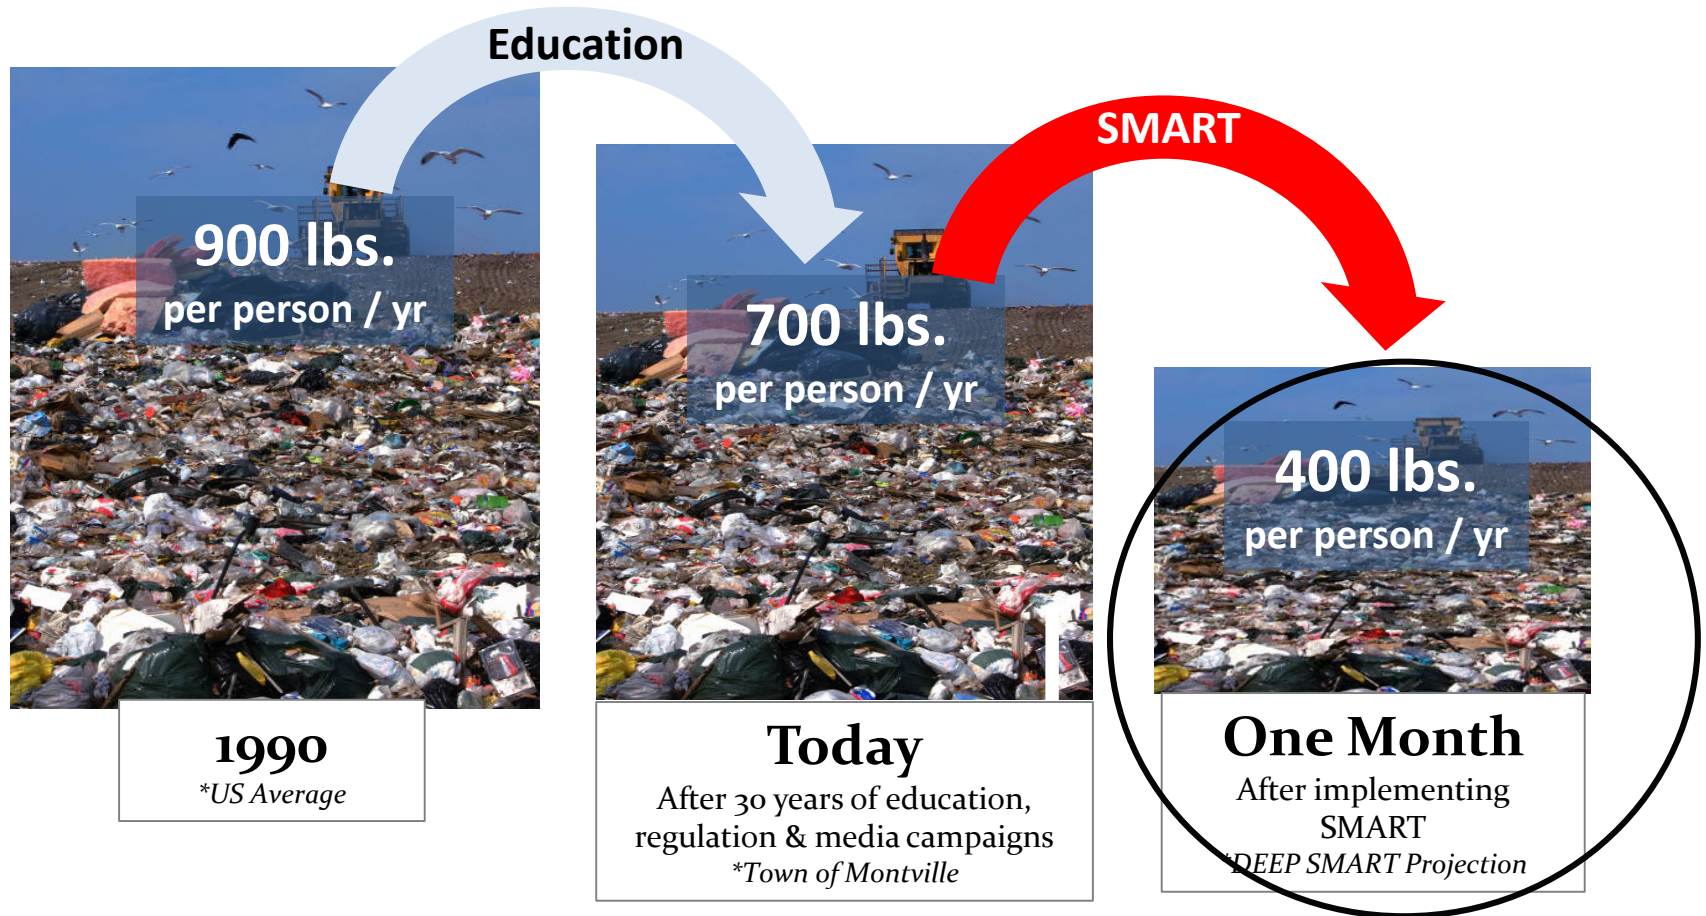 Education
SMART
900 lbs.
per person / yr
700 lbs.
per person / yr
400 lbs.
per person / yr
1990
*US Average
Today
After 30 years of education,
regulation & media campaigns
*Town of Montville
One Month
After implementing
SMART
*DEEP SMART Projection